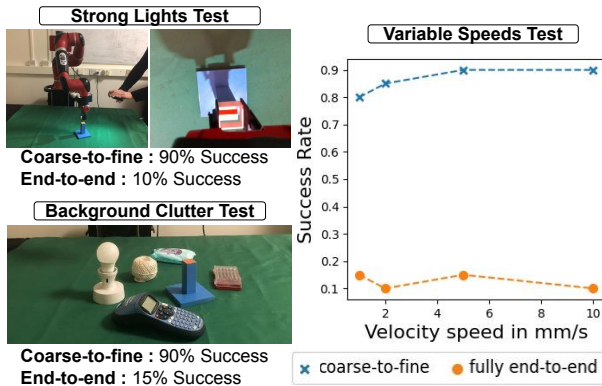 Strong Lights Test
Coarse-to-fine : 90% Success
End-to-end : 10% Success
Background Clutter Test
Coarse-to-fine : 90% Success
End-to-end : 15% Success
Variable Speeds Test
Success Rate
0.9
0.8
0.7
0.6
0.5
0.4
0.3
0.2
0.1
2 4 6 8 10
Velocity speed in mm/s
coarse-to-fine fully end-to-end